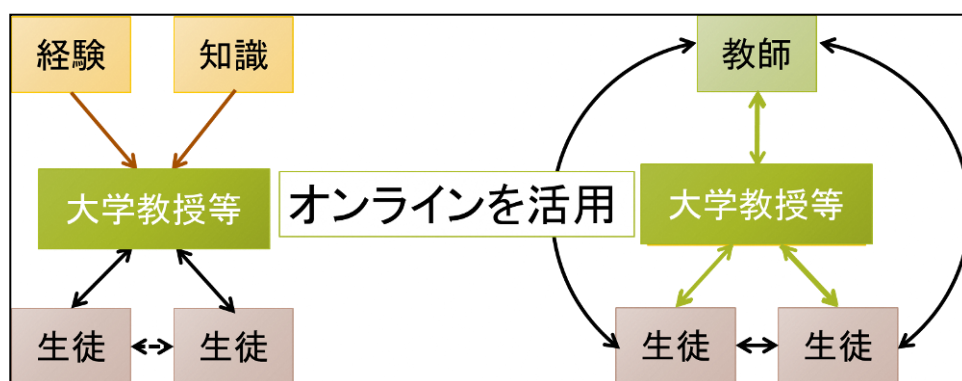 経験
知識
教師
大学教授等
オンラインを活用
大学教授等
生徒
生徒
生徒
生徒